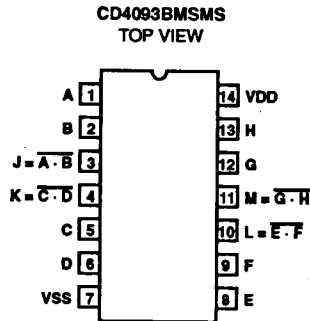 CD4093BMSMS
TOP VIEW
A 1
B 2
J = A̅ ̅·̅ ̅B̅ 3
K = C̅ ̅·̅ ̅D̅ 4
C 5
D 6
VSS 7
14 VDD
13 H
12 G
11 M = G̅ ̅·̅ ̅H̅
10 L = E̅ ̅·̅ ̅F̅
9 F
8 E